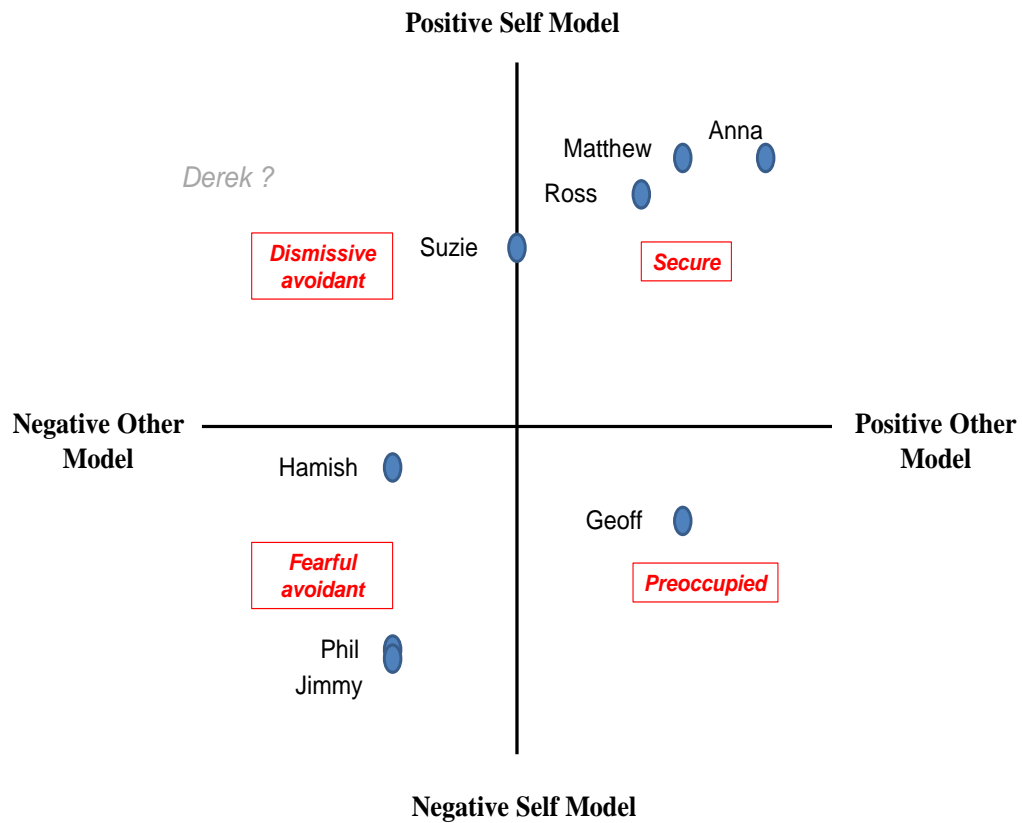 Positive Self Model
Anna
Matthew
Derek ?
Ross
Suzie
Dismissive
avoidant
Secure
Negative Other
Model
Positive Other
Model
Hamish
Geoff
Fearful
avoidant
Preoccupied
Phil
Jimmy
Negative Self Model